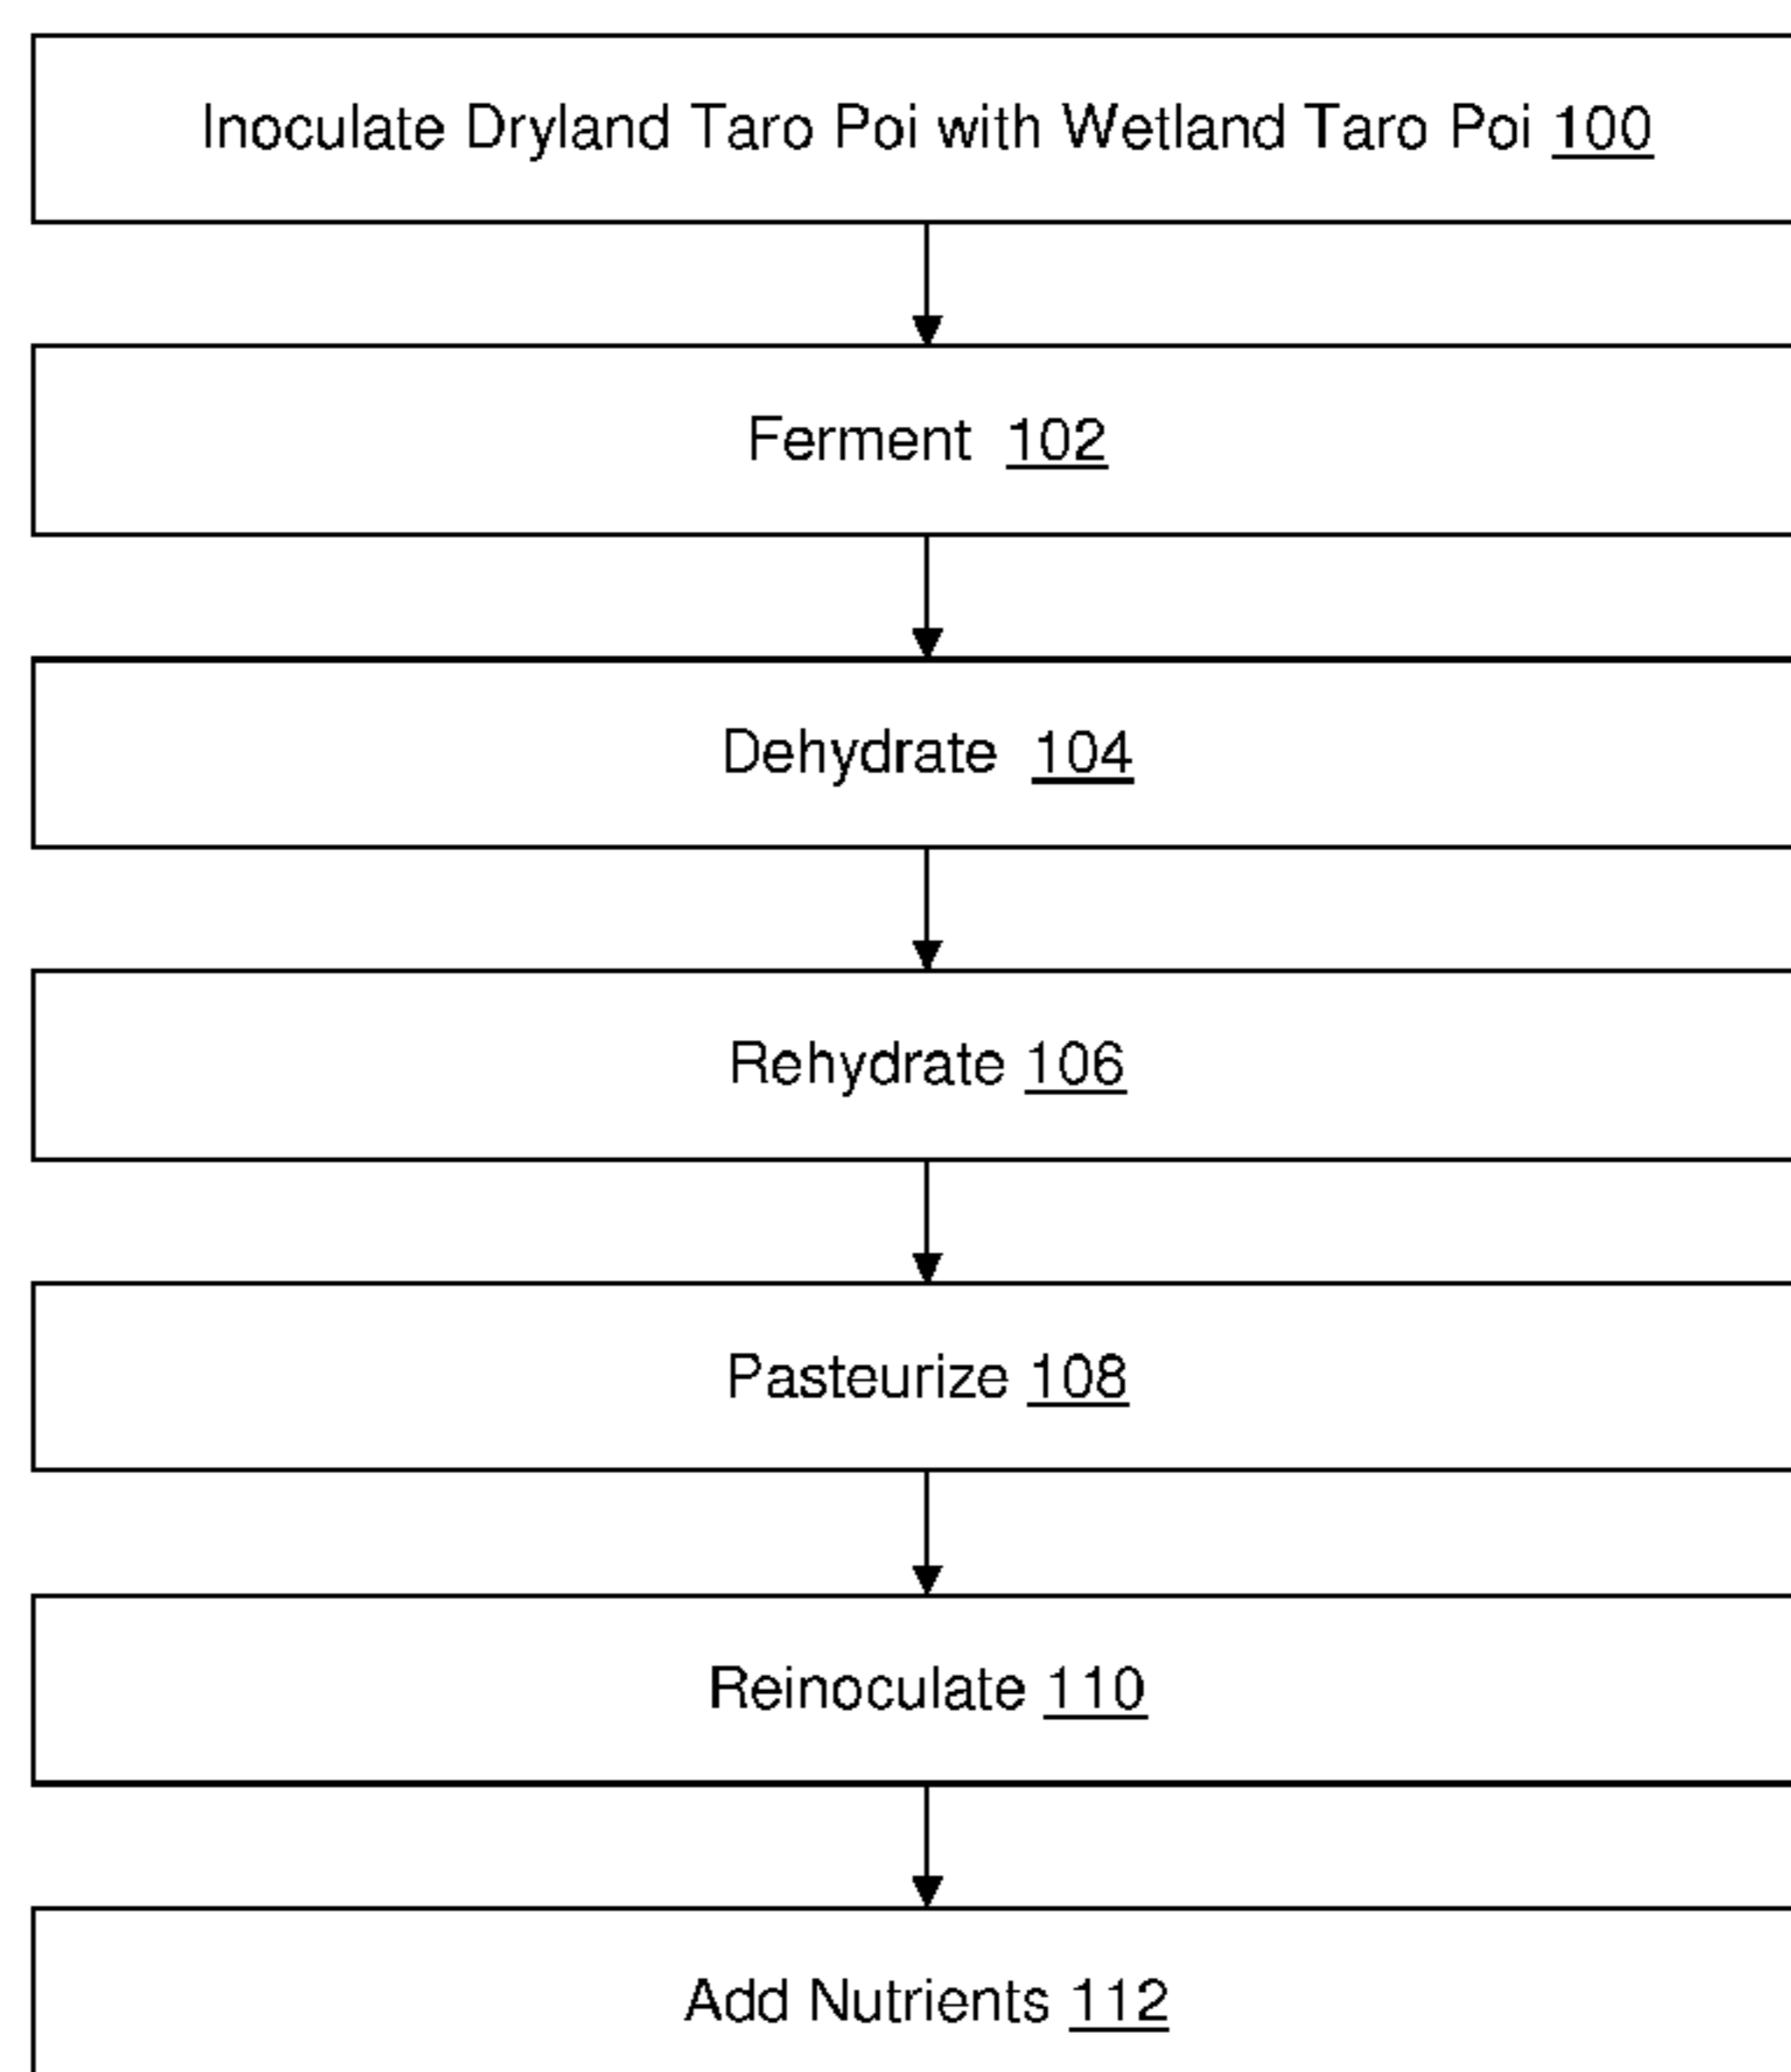 Inoculate Dryland Taro Poi with Wetland Taro Poi 100
Ferment 102
Dehydrate 104
Rehydrate 106
Pasteurize 108
Reinoculate 110
Add Nutrients 112